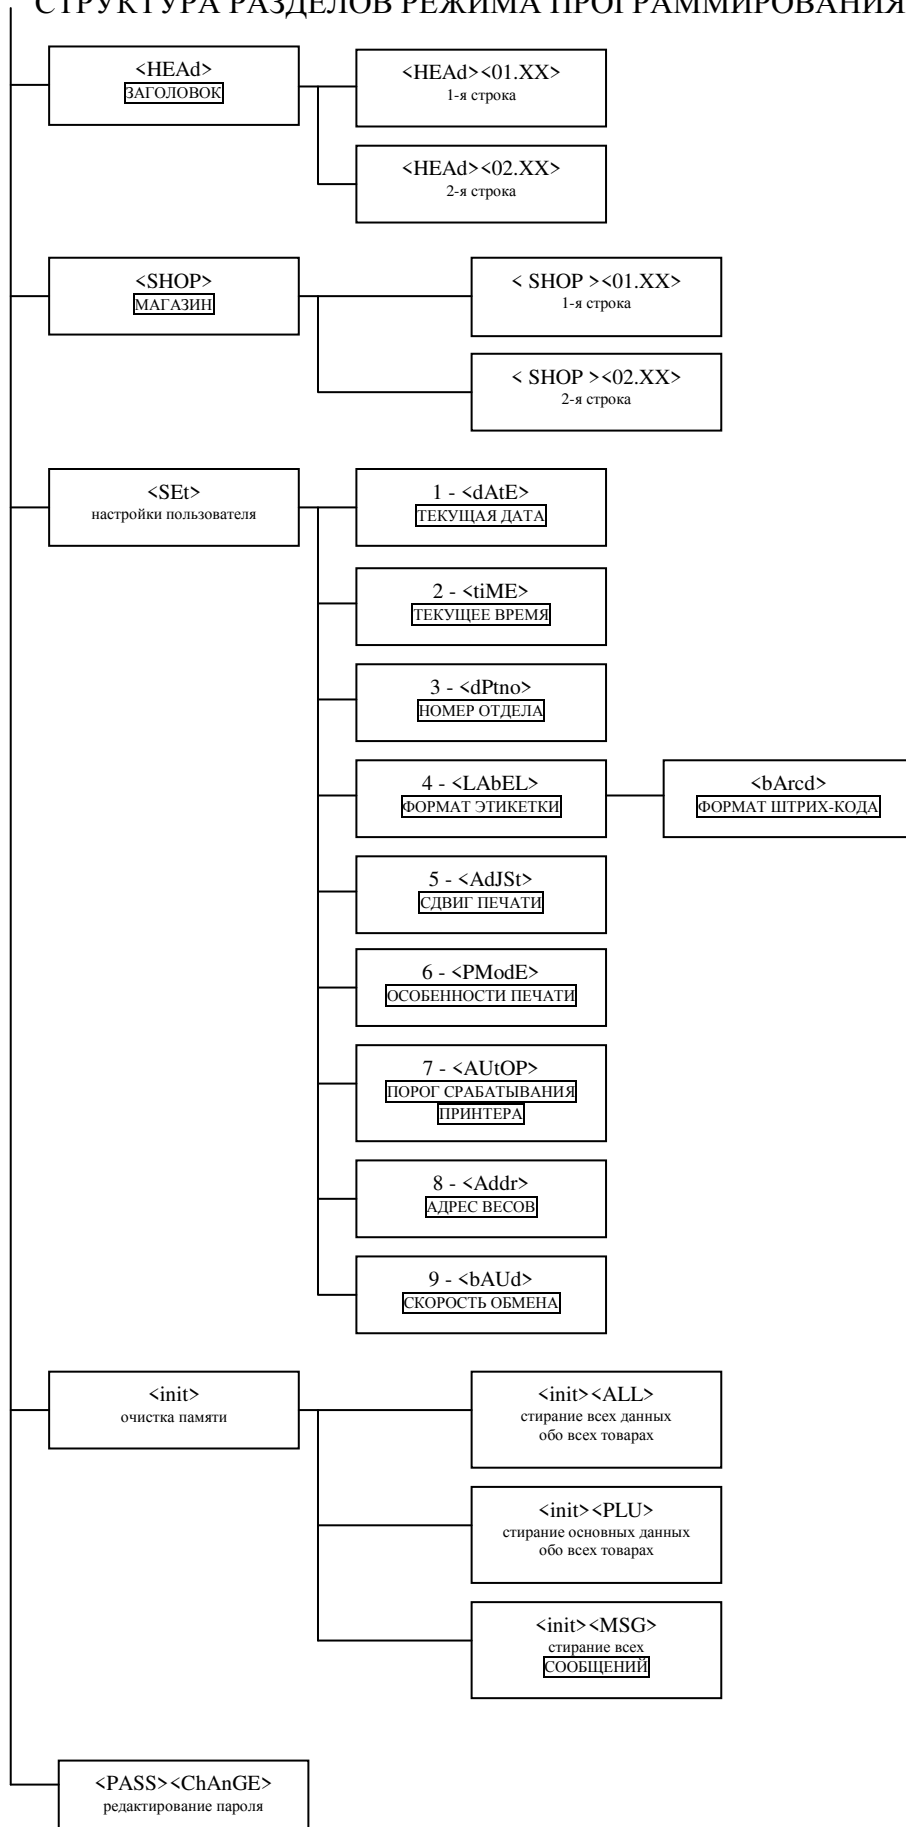 СТРУКТУРА РАЗДЕЛОВ РЕЖИМА ПРОГРАММИРОВАНИЯ
<HEAd>
ЗАГОЛОВОК
<HEAd><01.XX>
1-я строка
<HEAd><02.XX>
2-я строка
<SHOP>
МАГАЗИН
< SHOP ><01.XX>
1-я строка
< SHOP ><02.XX>
2-я строка
<SEt>
настройки пользователя
1 - <dAtE>
ТЕКУЩАЯ ДАТА
2 - <tiME>
ТЕКУЩЕЕ ВРЕМЯ
3 - <dPtno>
НОМЕР ОТДЕЛА
4 - <LAbEL>
ФОРМАТ ЭТИКЕТКИ
<bArcd>
ФОРМАТ ШТРИХ-КОДА
5 - <AdJSt>
СДВИГ ПЕЧАТИ
6 - <PModE>
ОСОБЕННОСТИ ПЕЧАТИ
7 - <AUtOP>
ПОРОГ СРАБАТЫВАНИЯ
ПРИНТЕРА
8 - <Addr>
АДРЕС ВЕСОВ
9 - <bAUd>
СКОРОСТЬ ОБМЕНА
<init>
очистка памяти
<init><ALL>
стирание всех данных
обо всех товарах
<init><PLU>
стирание основных данных
обо всех товарах
<init><MSG>
стирание всех
СООБЩЕНИЙ
<PASS><ChAnGE>
редактирование пароля